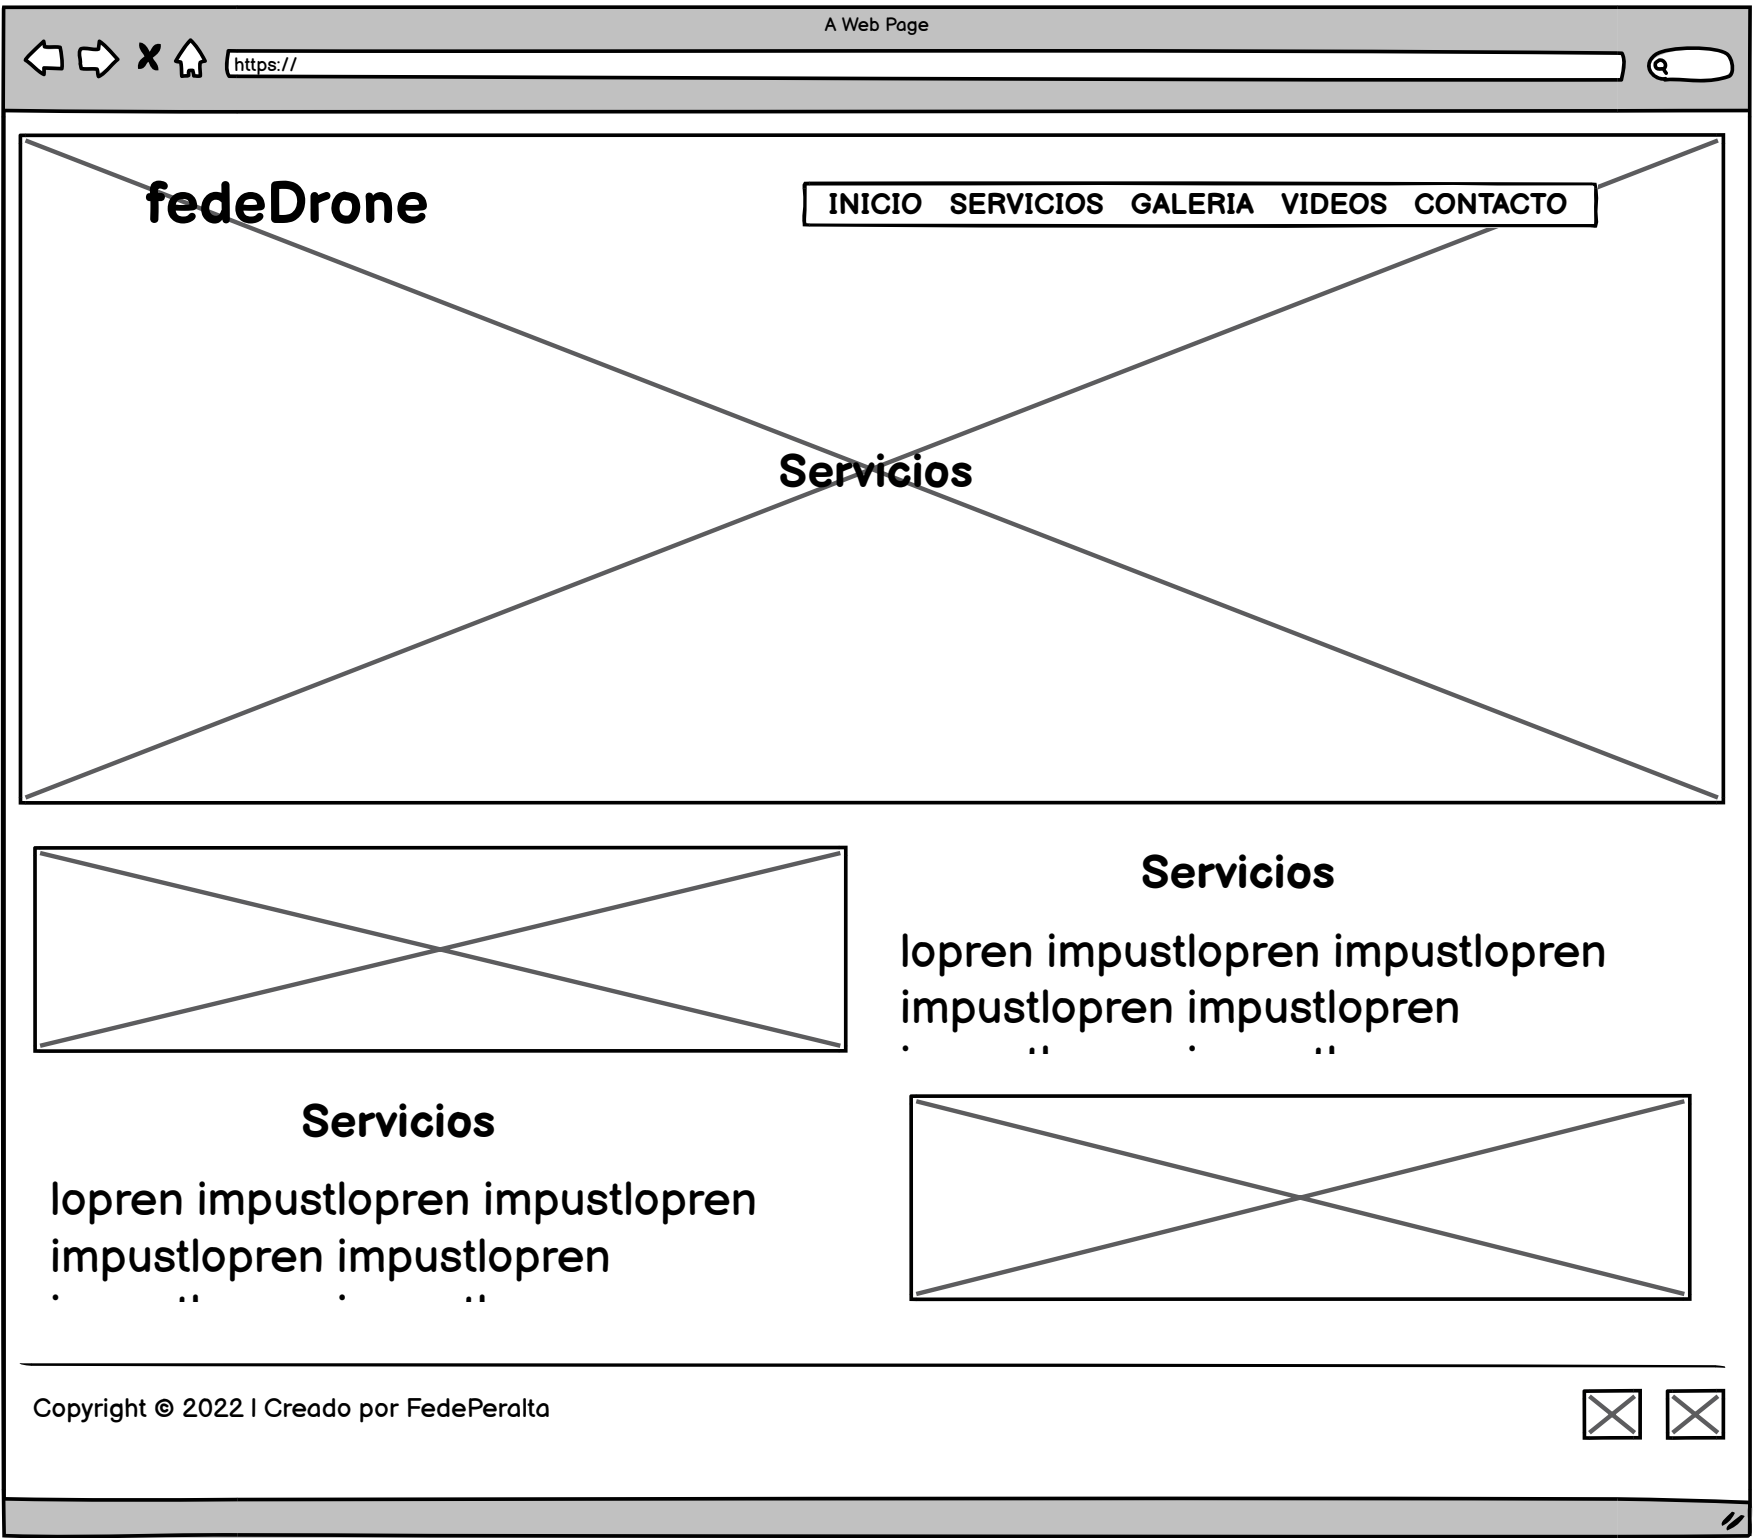 A Web Page
https://
fedeDrone
INICIO SERVICIOS GALERIA VIDEOS CONTACTO
Servicios
Servicios
lopren impustlopren impustlopren
impustlopren impustlopren
Servicios
lopren impustlopren impustlopren
impustlopren impustlopren
Copyright © 2022 | Creado por FedePeralta